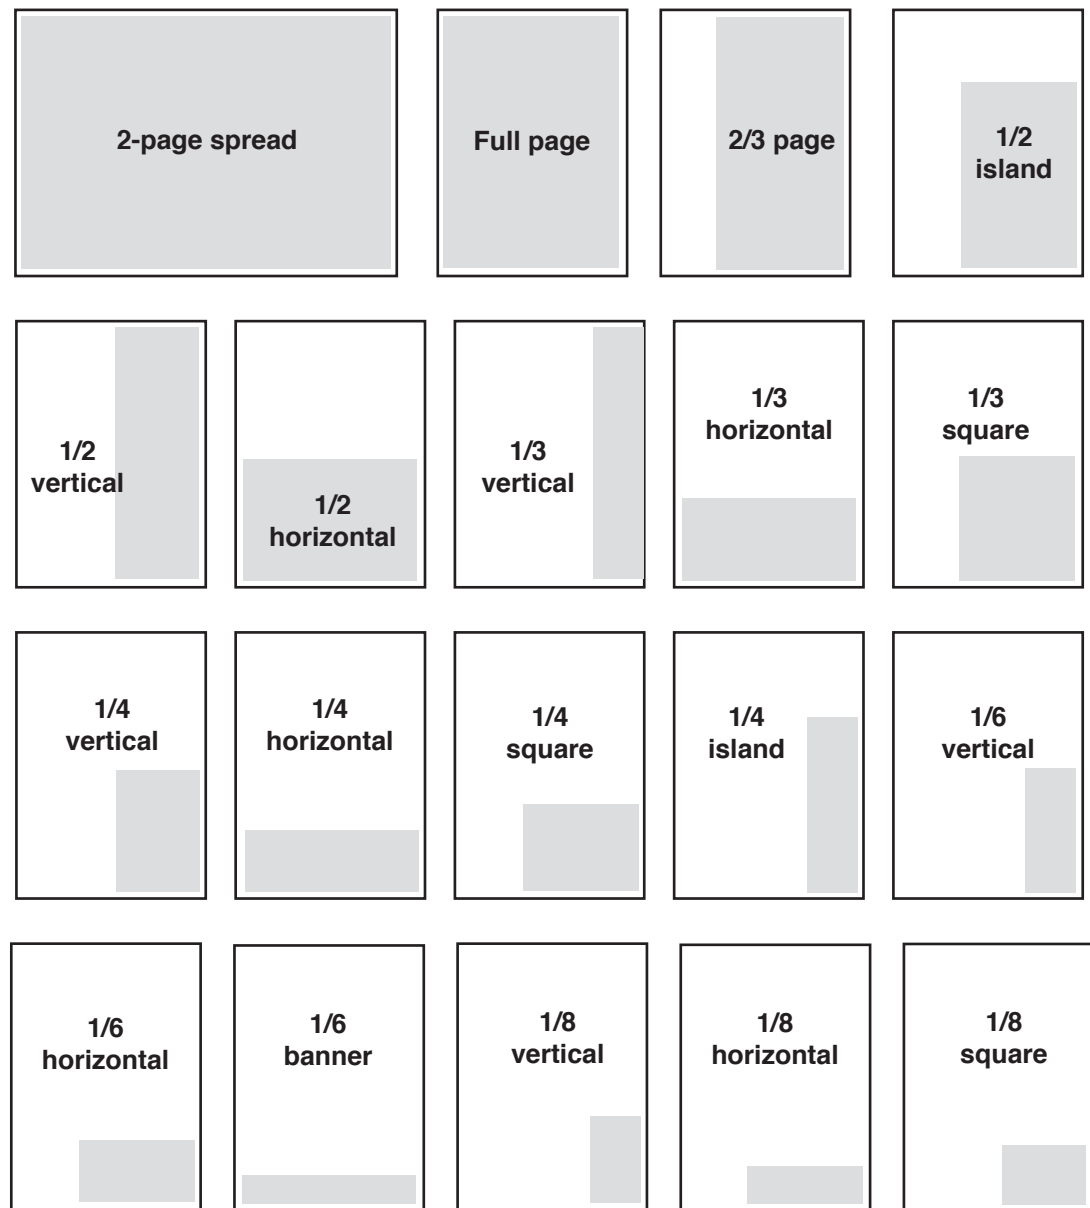 2-page spread
Full page
2/3 page
1/2
island
1/2
vertical
1/2
horizontal
1/3
vertical
1/3
horizontal
1/3
square
1/4
vertical
1/4
horizontal
1/4
square
1/4
island
1/6
vertical
1/6
horizontal
1/6
banner
1/8
vertical
1/8
horizontal
1/8
square